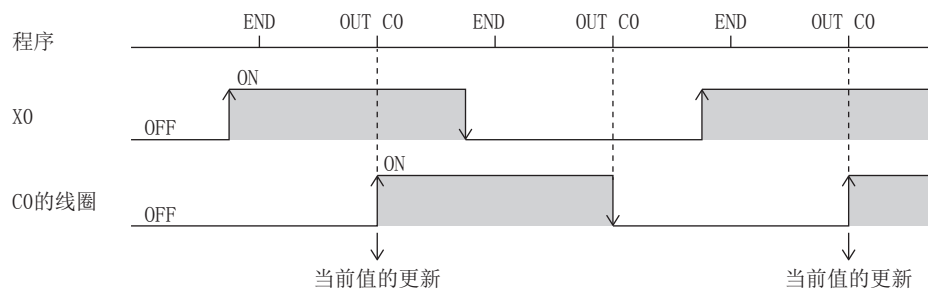 END OUT C0 END OUT C0 END OUT C0
程序
ON
X0
OFF
ON
C0的线圈
OFF
当前值的更新 当前值的更新